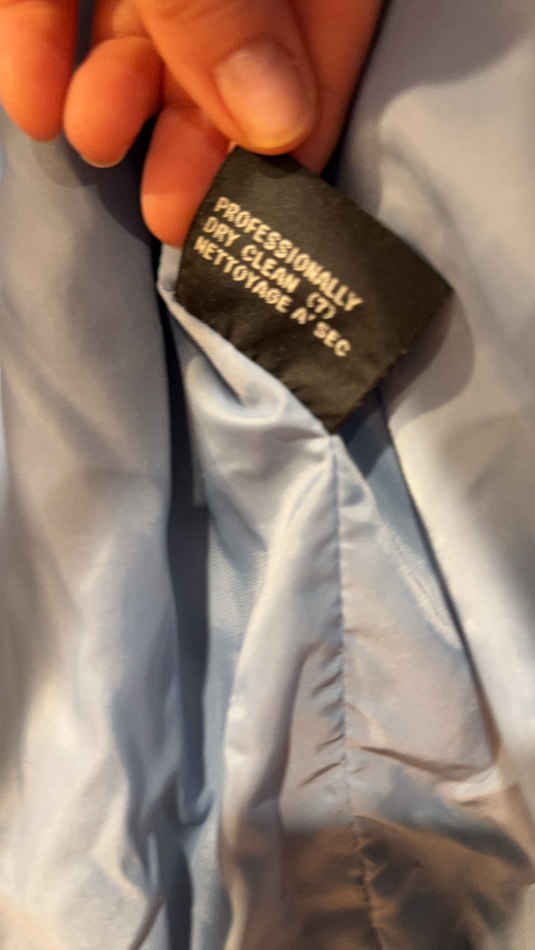 PROFESSIONALLY
DRY CLEAN (7)
NETTOYAGE A' SEC